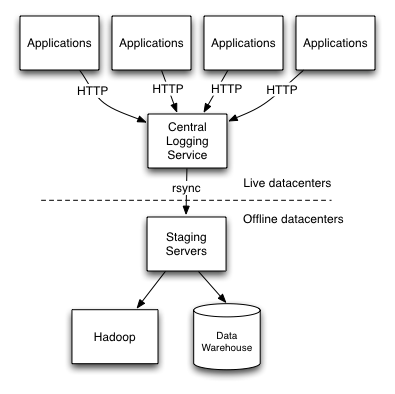 Applications
Applications
Applications
Applications
HTTP
HTTP
HTTP
HTTP
Central
Logging
Service
rsync
Live datacenters
Offline datacenters
Staging
Servers
Hadoop
Data
Warehouse